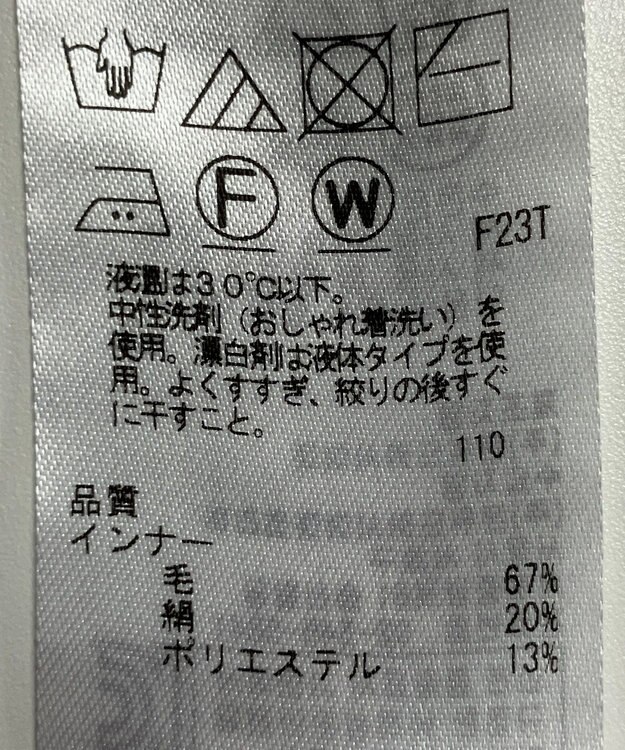 F W
F23T
液温は30℃以下。
中性洗剤（おしゃれ着洗い）を
使用。漂白剤は液体タイプを使
用。よくすすぎ、絞りの後すぐ
に干すこと。
110
品質
インナー
毛 67%
絹 20%
ポリエステル 13%